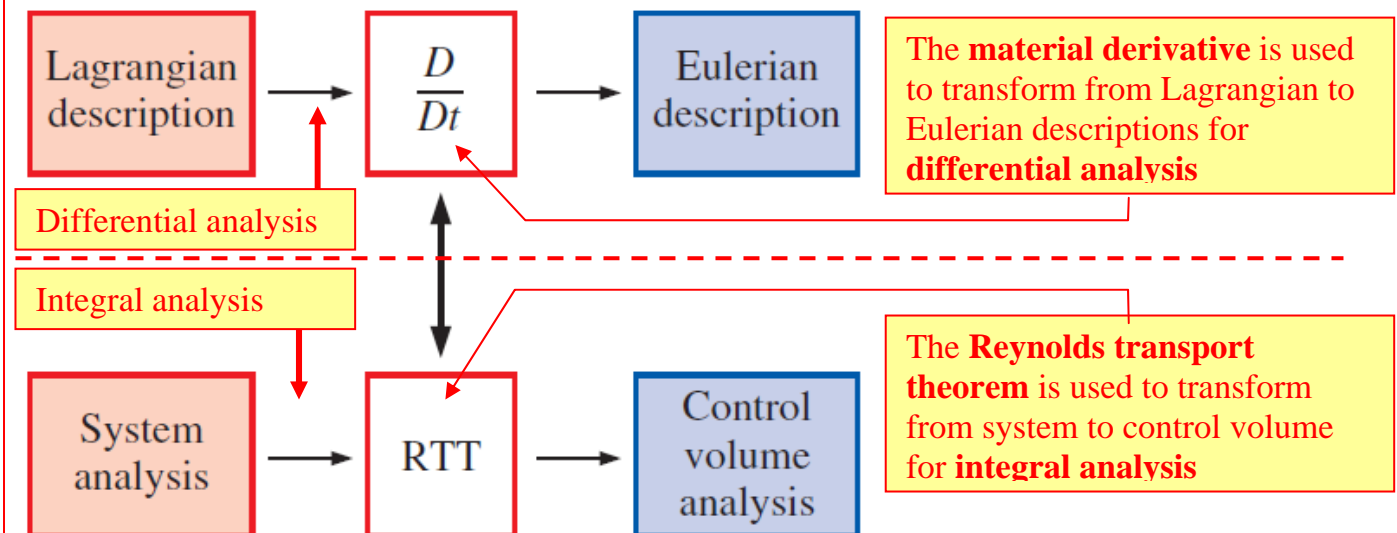 Lagrangian
description
D
Dt
Eulerian
description
The material derivative is used
to transform from Lagrangian to
Eulerian descriptions for
differential analysis
Differential analysis
Integral analysis
System
analysis
RTT
Control
volume
analysis
The Reynolds transport
theorem is used to transform
from system to control volume
for integral analysis